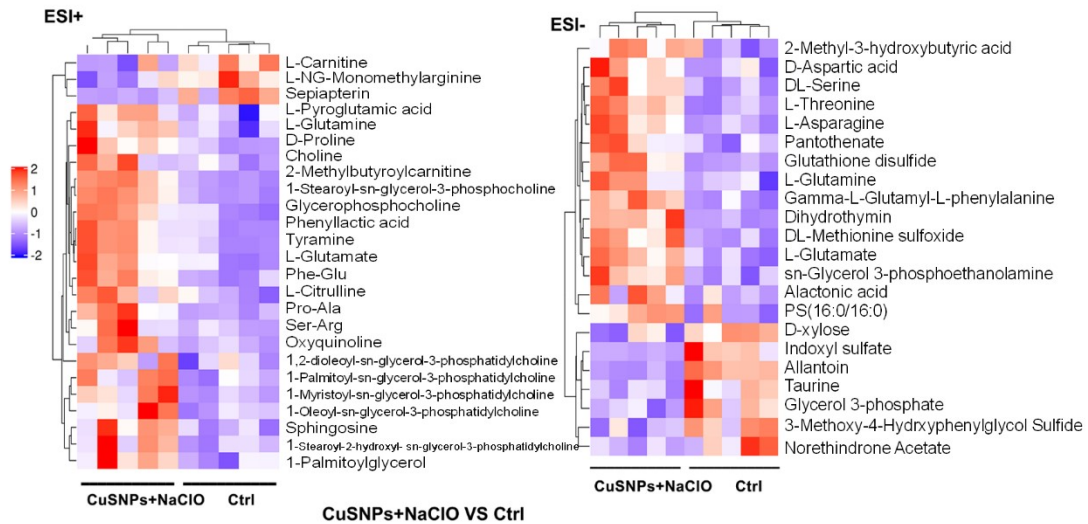 ESI+
L-Carnitine
L-NG-Monomethylarginine
Sepiapterin
L-Pyroglutamic acid
L-Glutamine
D-Proline
Choline
2-Methylbutyroylcarnitine
1-Stearoyl-sn-glycerol-3-phosphocholine
Glycerophosphocholine
Phenyllactic acid
Tyramine
L-Glutamate
Phe-Glu
L-Citrulline
Pro-Ala
Ser-Arg
Oxyquinoline
1,2-dioleoyl-sn-glycerol-3-phosphatidylcholine
1-Palmitoyl-sn-glycerol-3-phosphatidylcholine
1-Myristoyl-sn-glycerol-3-phosphatidylcholine
1-Oleoyl-sn-glycerol-3-phosphatidylcholine
Sphingosine
1-Stearoyl-2-hydroxyl- sn-glycerol-3-phosphatidylcholine
1-Palmitoylglycerol
2
1
0
-1
-2
CuSNPs+NaClO Ctrl
ESI-
2-Methyl-3-hydroxybutyric acid
D-Aspartic acid
DL-Serine
L-Threonine
L-Asparagine
Pantothenate
Glutathione disulfide
L-Glutamine
Gamma-L-Glutamyl-L-phenylalanine
Dihydrothymin
DL-Methionine sulfoxide
L-Glutamate
sn-Glycerol 3-phosphoethanolamine
Alactonic acid
PS(16:0/16:0)
D-xylose
Indoxyl sulfate
Allantoin
Taurine
Glycerol 3-phosphate
3-Methoxy-4-Hydrxyphenylglycol Sulfide
Norethindrone Acetate
CuSNPs+NaClO Ctrl
CuSNPs+NaClO VS Ctrl